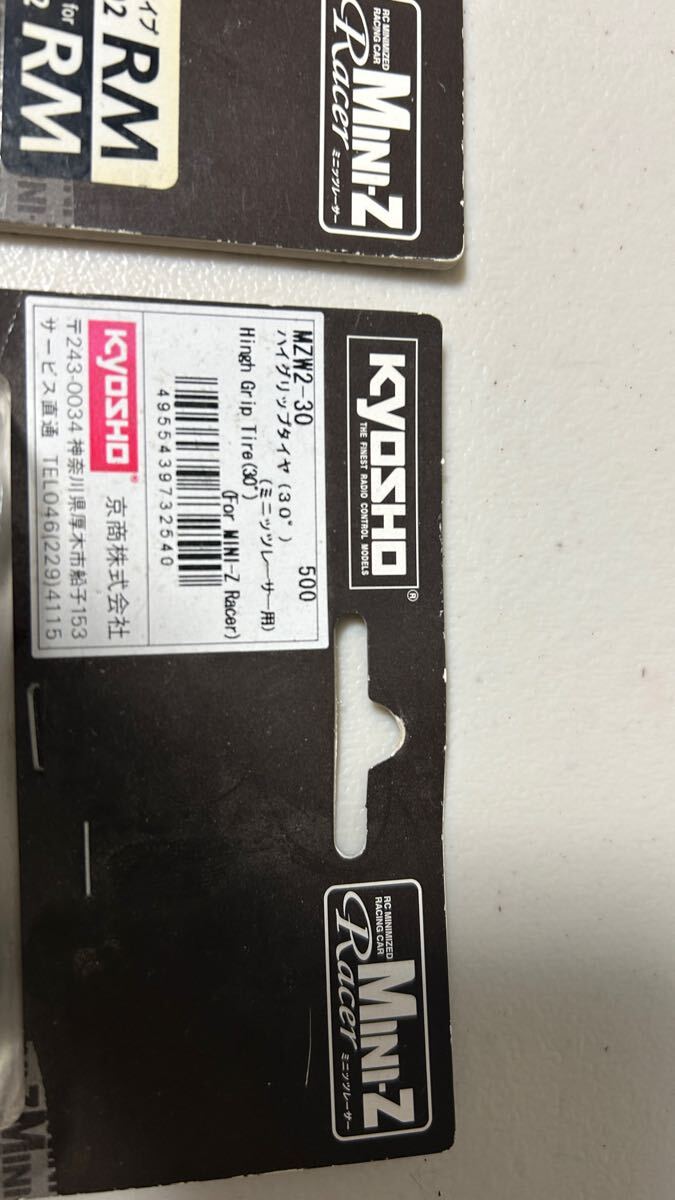 イプ
02 RM
for
2 RM
RC MINIMIZED
RACING CAR
MINI-Z
Racer
ミニッツレーサー
MINI-
KYOSHO®
THE FINEST RADIO CONTROL MODELS
MZW2-30 500
ハイグリップタイヤ(30°)
(ミニッツレーサー用)
Hingh Grip Tire(30°)
(For MINI-Z Racer)
4955439732540
KYOSHO® 京商株式会社
〒243-0034 神奈川県厚木市船子153
サービス直通 TEL046(229)4115
RC MINIMIZED
RACING CAR
MINI-Z
Racer
ミニッツレーサー
MINI
MINI